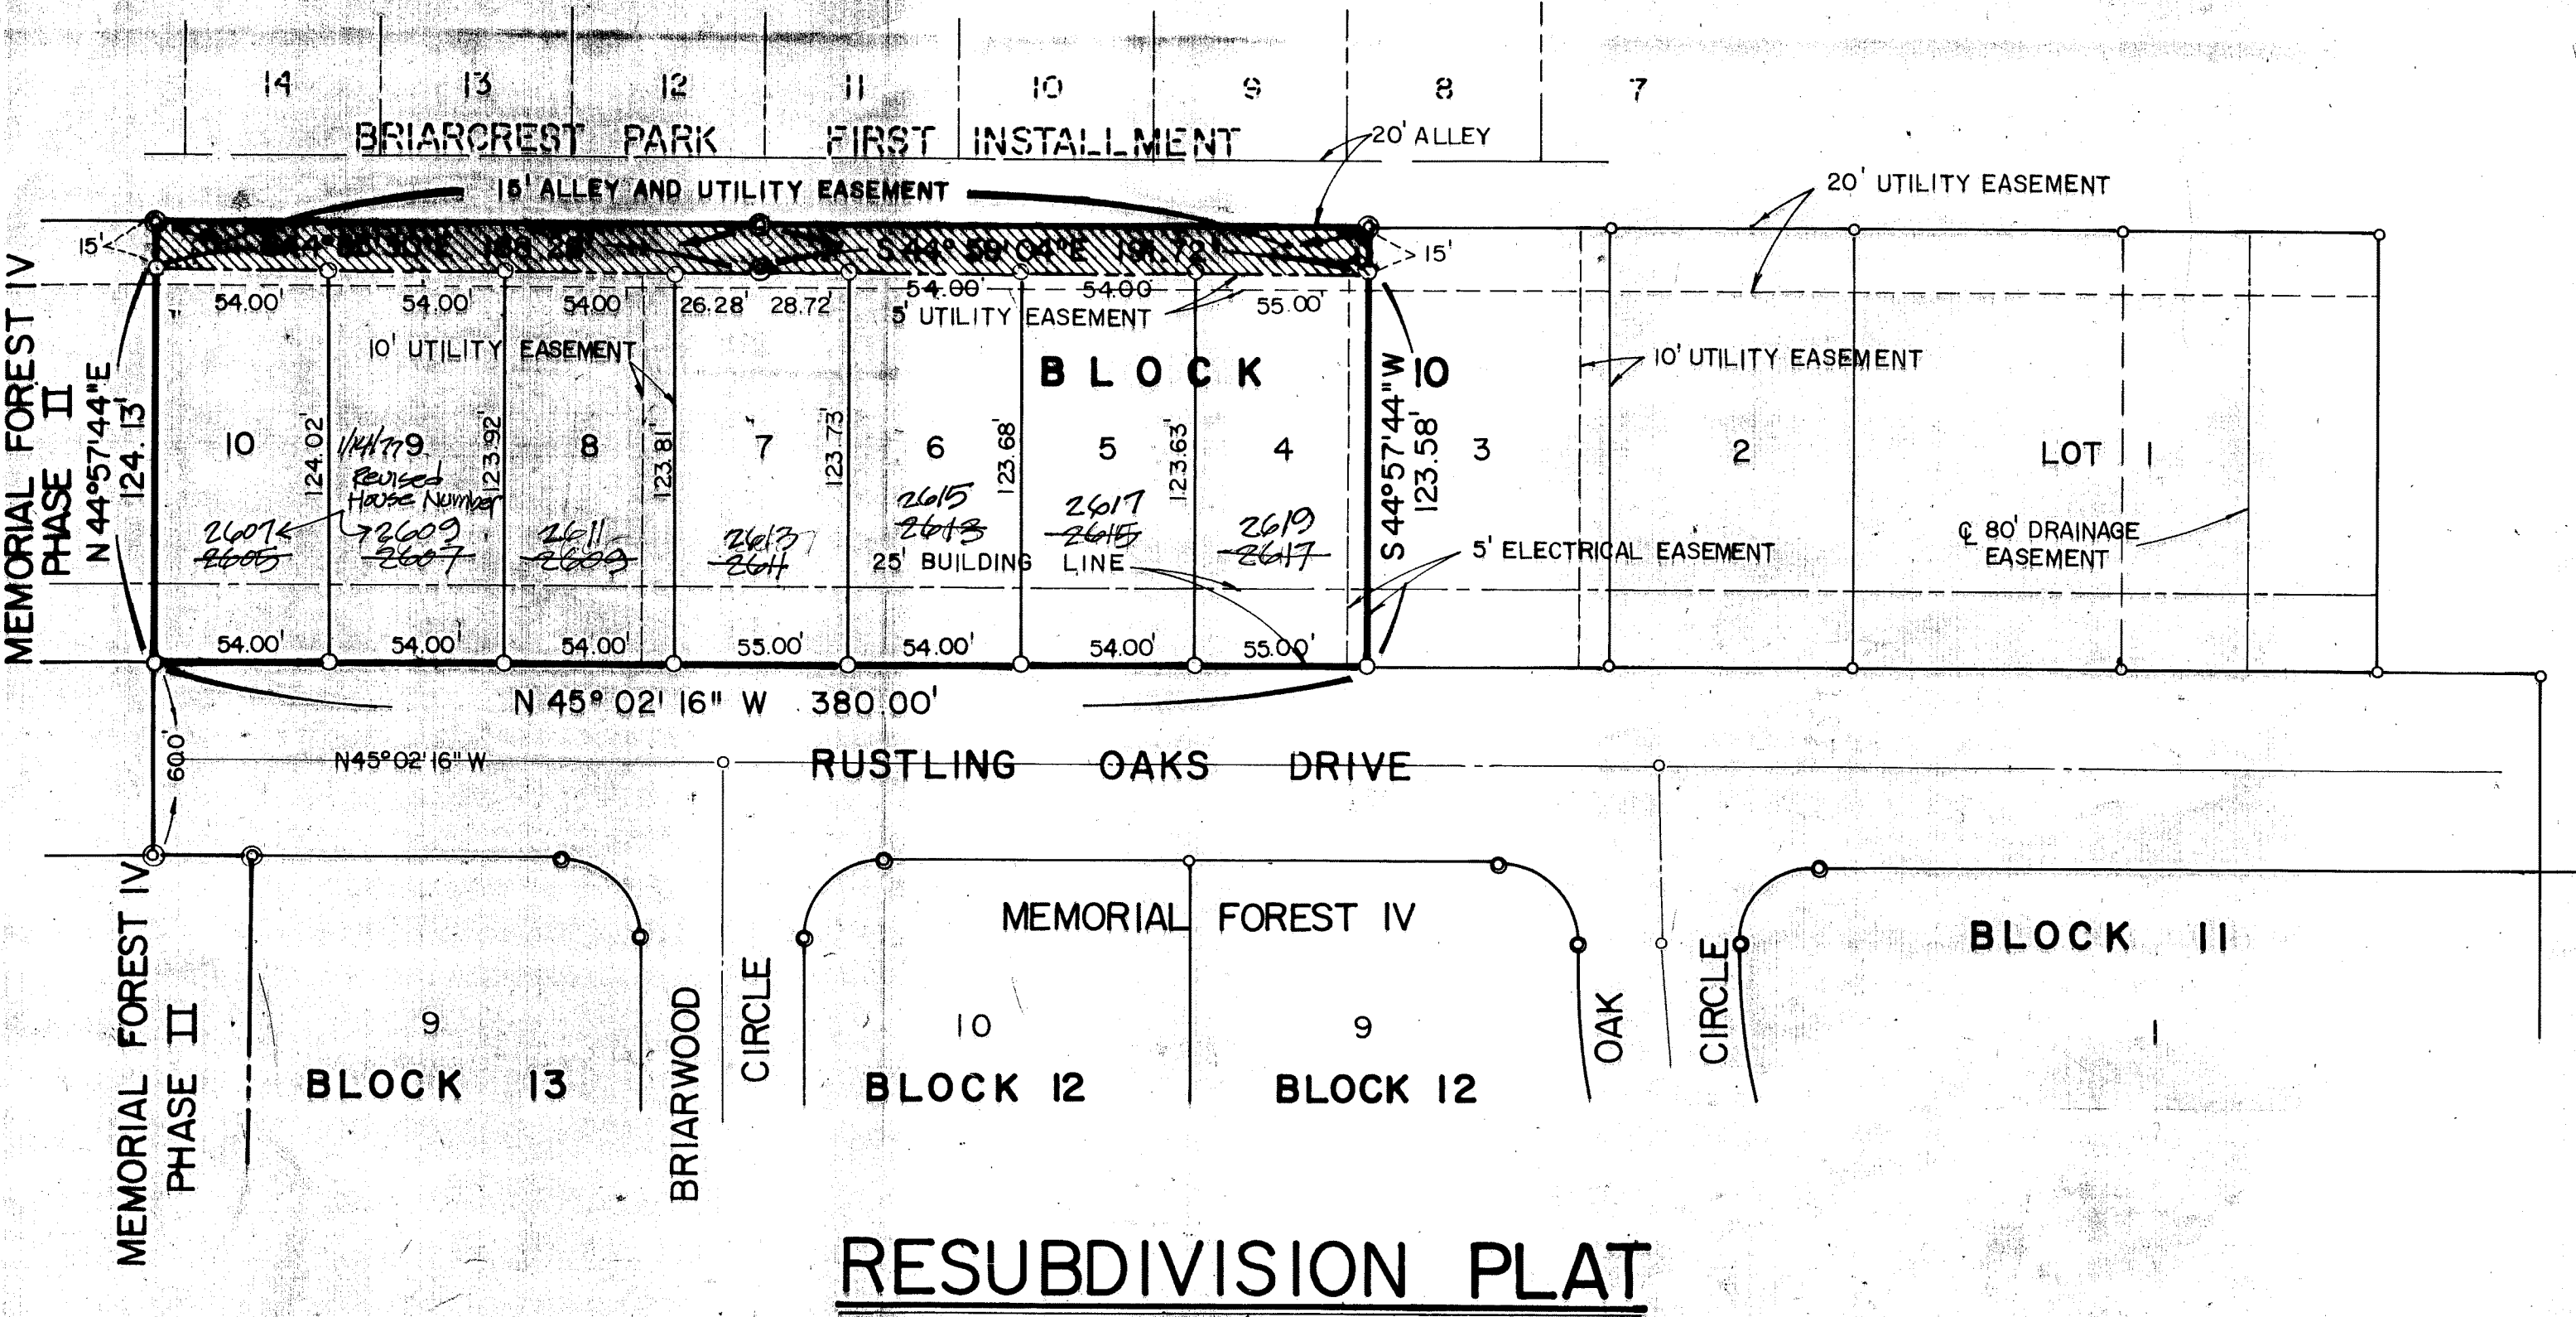 14 13 12 11 10 9 8 7
BRIARCREST PARK FIRST INSTALLMENT
20' ALLEY
15' ALLEY AND UTILITY EASEMENT
20' UTILITY EASEMENT
15'
S 44° 59' 04" E 191.72'
15'
54.00' 54.00' 54.00' 26.28' 28.72' 54.00' 54.00' 55.00'
5' UTILITY EASEMENT
10' UTILITY EASEMENT
BLOCK 10
10' UTILITY EASEMENT
MEMORIAL FOREST IV
PHASE II
N 44°57'44"E
124.13'
10 124.02' 9 123.92' 8 123.81' 7 123.73' 6 123.68' 5 123.63' 4
S 44°57'44"W
123.58'
3 2 LOT 1
1/14/77
Revised
House Number
2607 2609 2611 2613 2615 2617 2619
2605 2607 2609 2611 2613 2615 2617
25' BUILDING LINE
5' ELECTRICAL EASEMENT
℄ 80' DRAINAGE
EASEMENT
54.00' 54.00' 54.00' 55.00' 54.00' 54.00' 55.00'
N 45° 02' 16" W 380.00'
60.0'
N45°02'16"W
RUSTLING OAKS DRIVE
MEMORIAL FOREST IV
PHASE II
9
BLOCK 13
BRIARWOOD CIRCLE
MEMORIAL FOREST IV
10
BLOCK 12
9
BLOCK 12
OAK CIRCLE
BLOCK 11
1
RESUBDIVISION PLAT